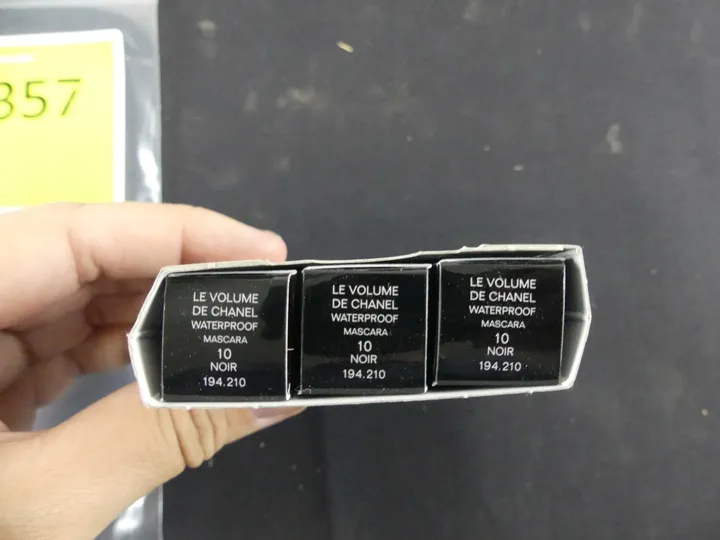 357
LE VOLUME
DE CHANEL
WATERPROOF
MASCARA
10
NOIR
194.210
LE VOLUME
DE CHANEL
WATERPROOF
MASCARA
10
NOIR
194.210
LE VOLUME
DE CHANEL
WATERPROOF
MASCARA
10
NOIR
194.210